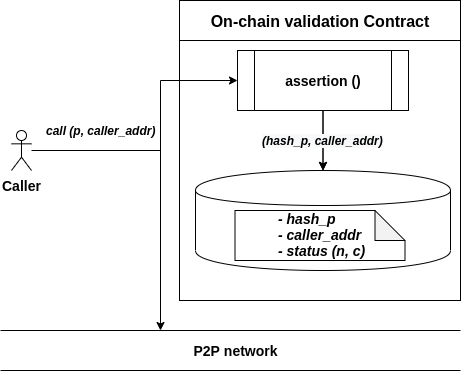 On-chain validation Contract
assertion ()
call (p, caller_addr)
(hash_p, caller_addr)
Caller
- hash_p
- caller_addr
- status (n, c)
P2P network